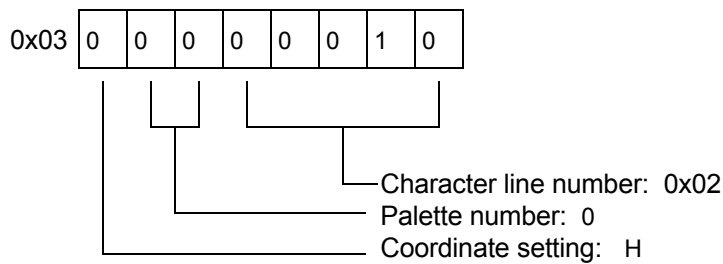 0x03 0 0 0 0 0 0 1 0
Character line number: 0x02
Palette number: 0
Coordinate setting: H